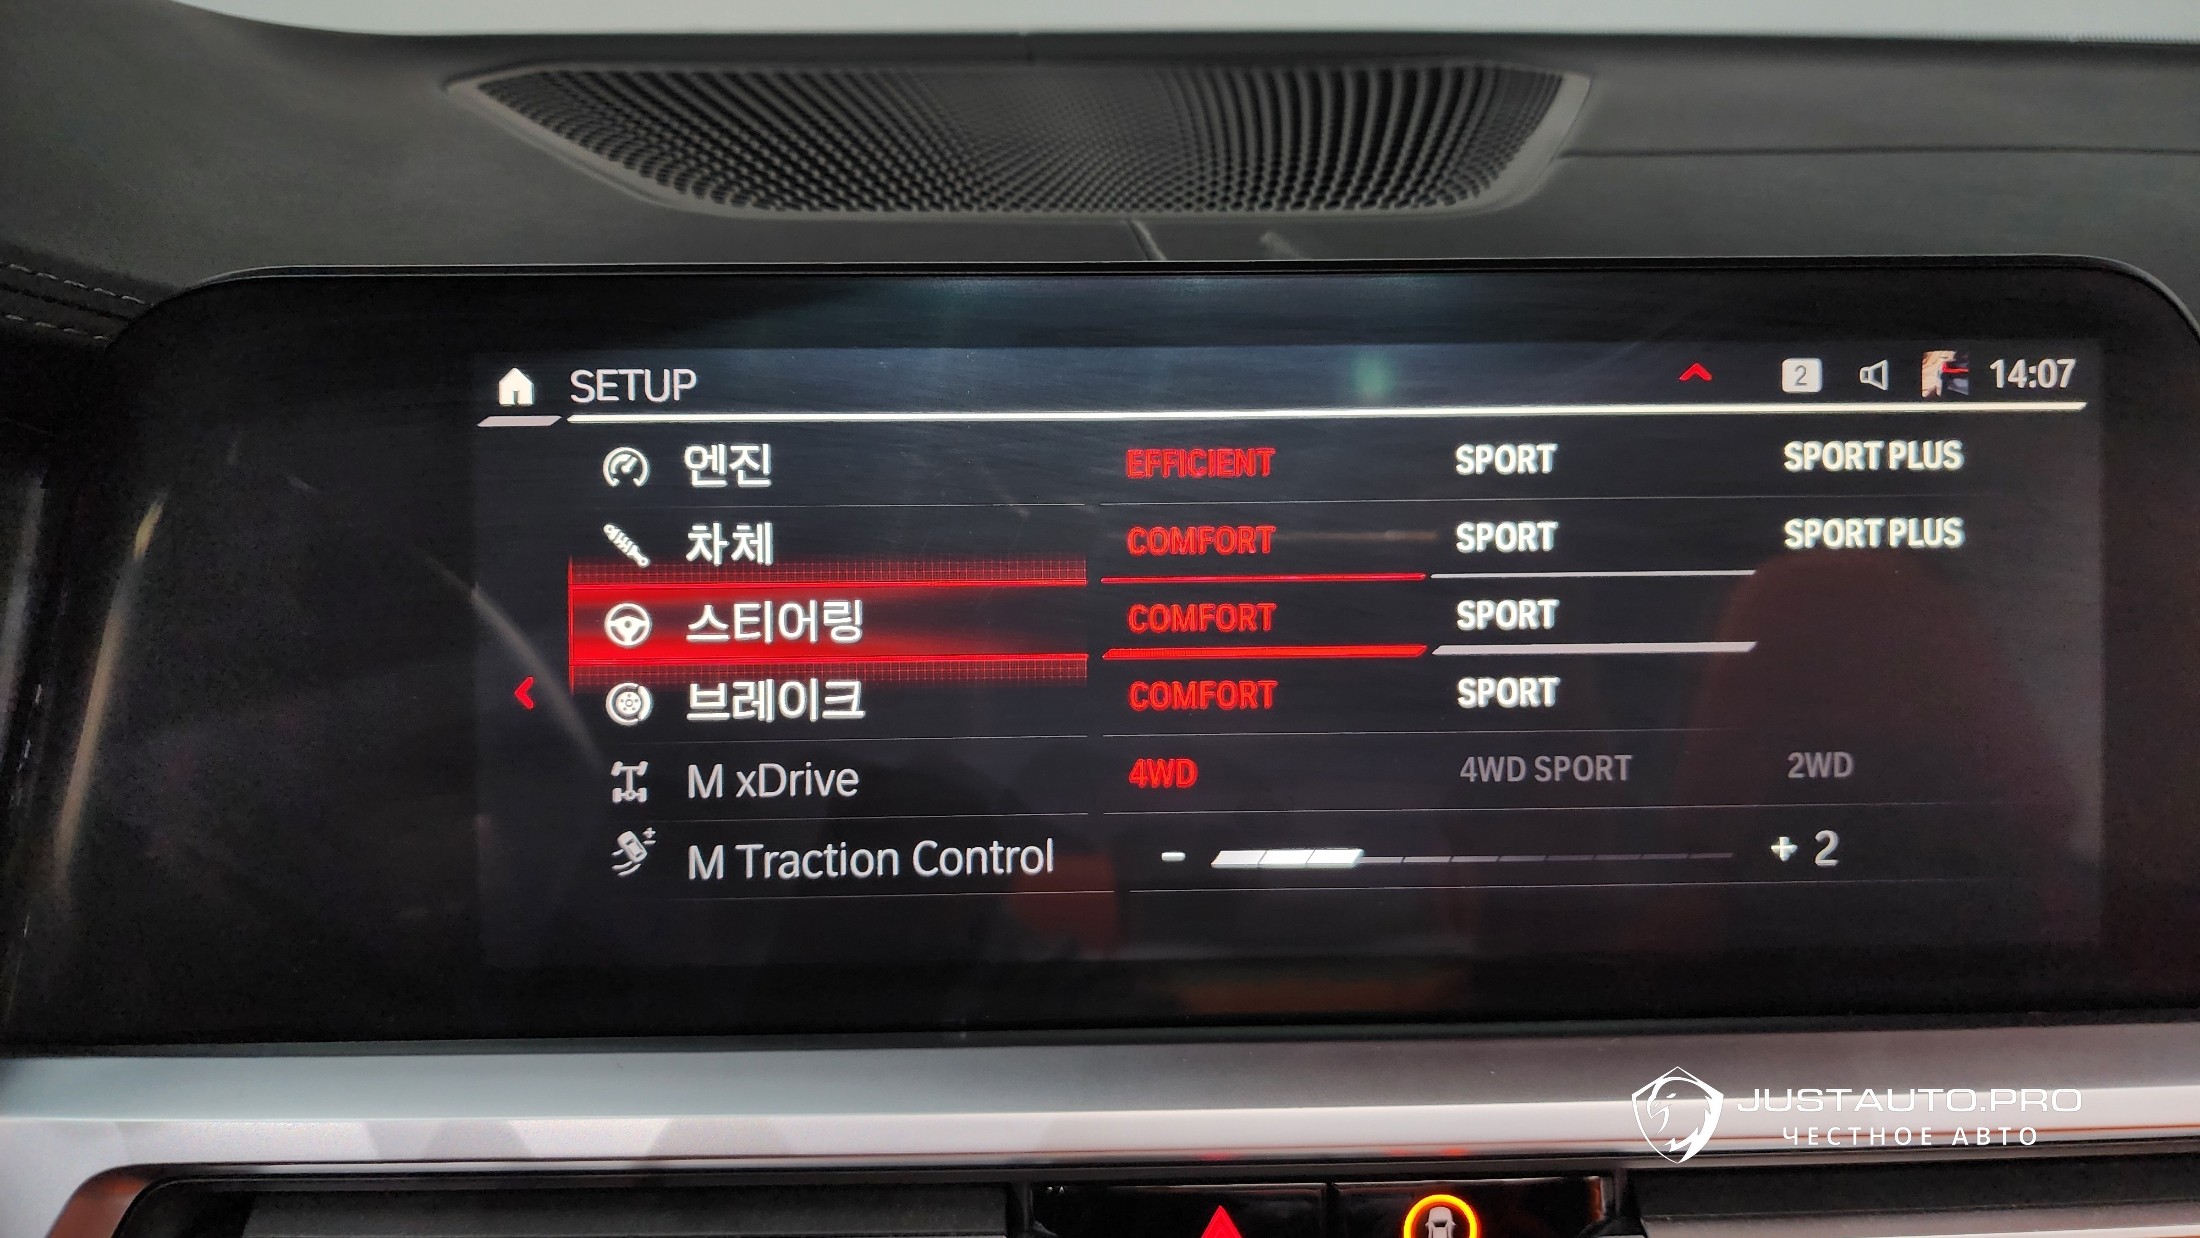 SETUP 2 14:07
엔진 EFFICIENT SPORT SPORT PLUS
차체 COMFORT SPORT SPORT PLUS
스티어링 COMFORT SPORT
브레이크 COMFORT SPORT
M xDrive 4WD 4WD SPORT 2WD
M Traction Control - + 2
JUSTAUTO.PRO
ЧЕСТНОЕ АВТО